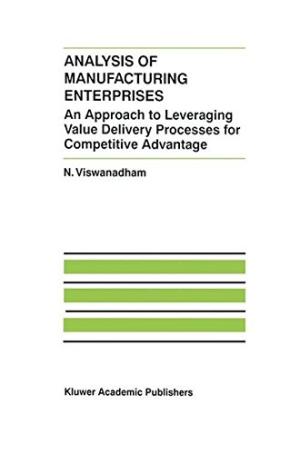 ANALYSIS OF
MANUFACTURING
ENTERPRISES
An Approach to Leveraging
Value Delivery Processes for
Competitive Advantage
N. Viswanadham
Kluwer Academic Publishers